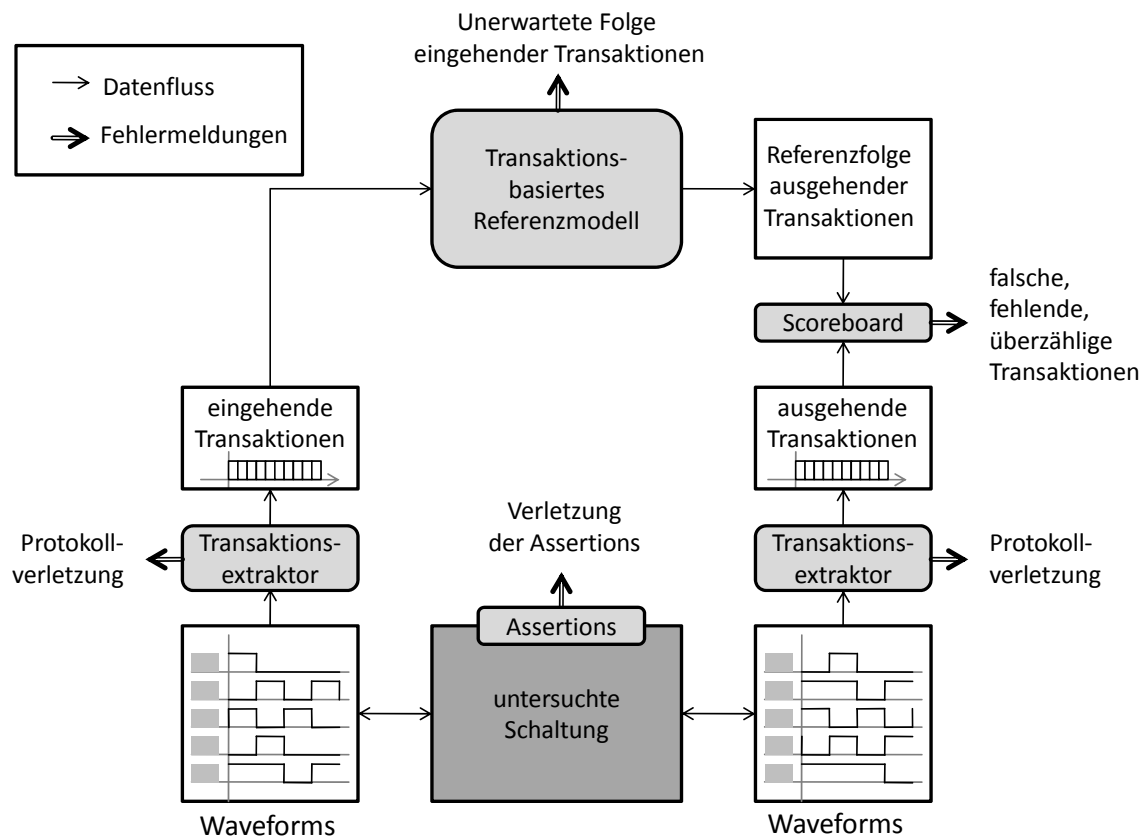 Unerwartete Folge
eingehender Transaktionen
Datenfluss
Fehlermeldungen
Transaktions-
basiertes
Referenzmodell
Referenzfolge
ausgehender
Transaktionen
Scoreboard
falsche,
fehlende,
überzählige
Transaktionen
eingehende
Transaktionen
ausgehende
Transaktionen
Protokoll-
verletzung
Transaktions-
extraktor
Verletzung
der Assertions
Transaktions-
extraktor
Protokoll-
verletzung
Assertions
untersuchte
Schaltung
Waveforms
Waveforms